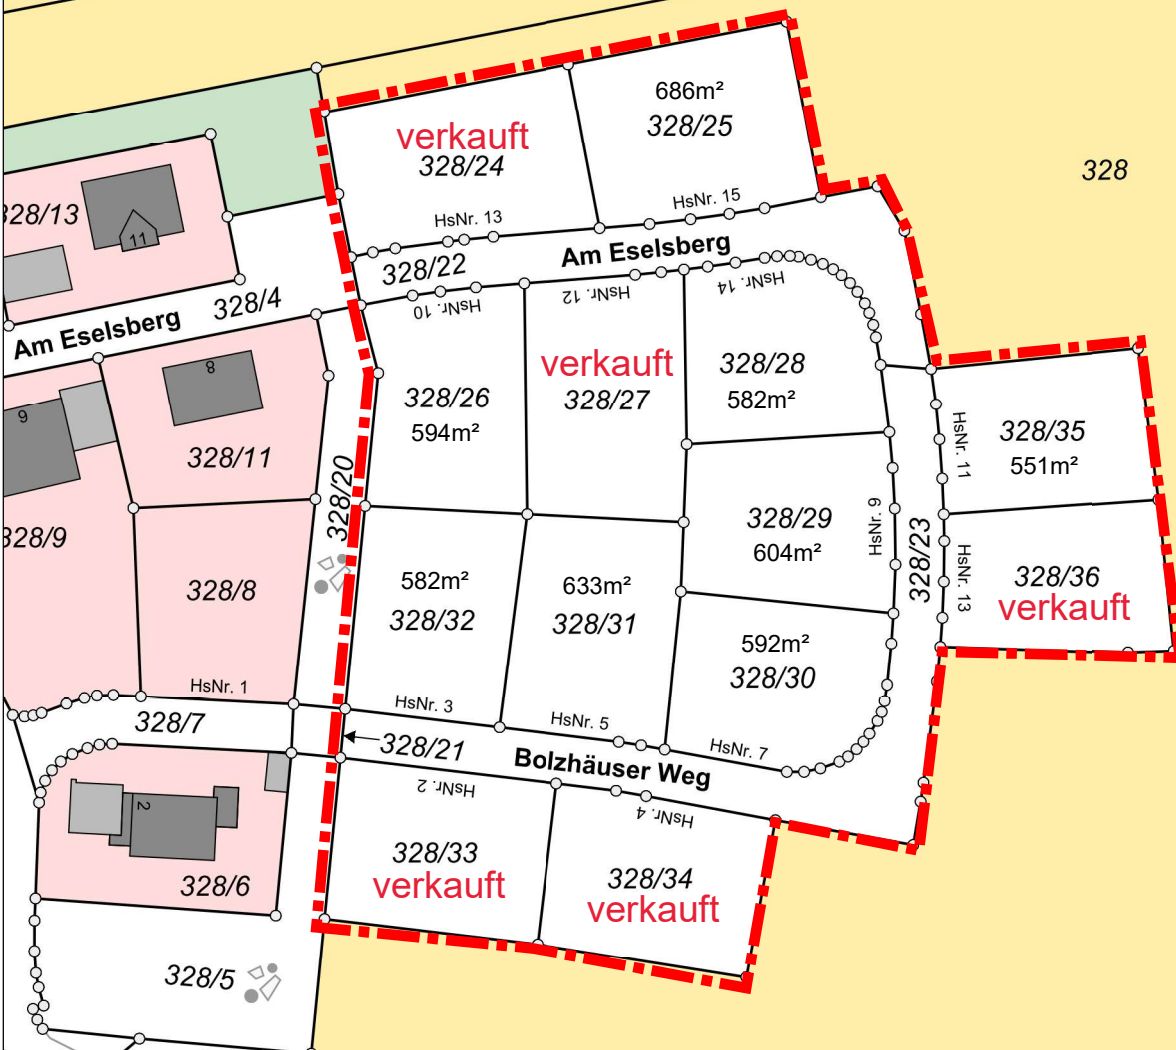 686m²
328/25
verkauft
328/24
328
328/13
11
HsNr. 13
HsNr. 15
Am Eselsberg
328/22
328/4
Am Eselsberg
HsNr. 10
HsNr. 12
HsNr. 14
8
9
verkauft
328/27
328/28
582m²
328/26
594m²
328/35
551m²
HsNr. 11
328/11
328/20
328/29
604m²
HsNr. 9
328/23
328/9
328/8
582m²
328/32
633m²
328/31
HsNr. 13
328/36
verkauft
592m²
328/30
HsNr. 1
HsNr. 3
HsNr. 5
HsNr. 7
328/7
328/21
Bolzhäuser Weg
HsNr. 2
HsNr. 4
2
328/33
verkauft
328/34
verkauft
328/6
328/5